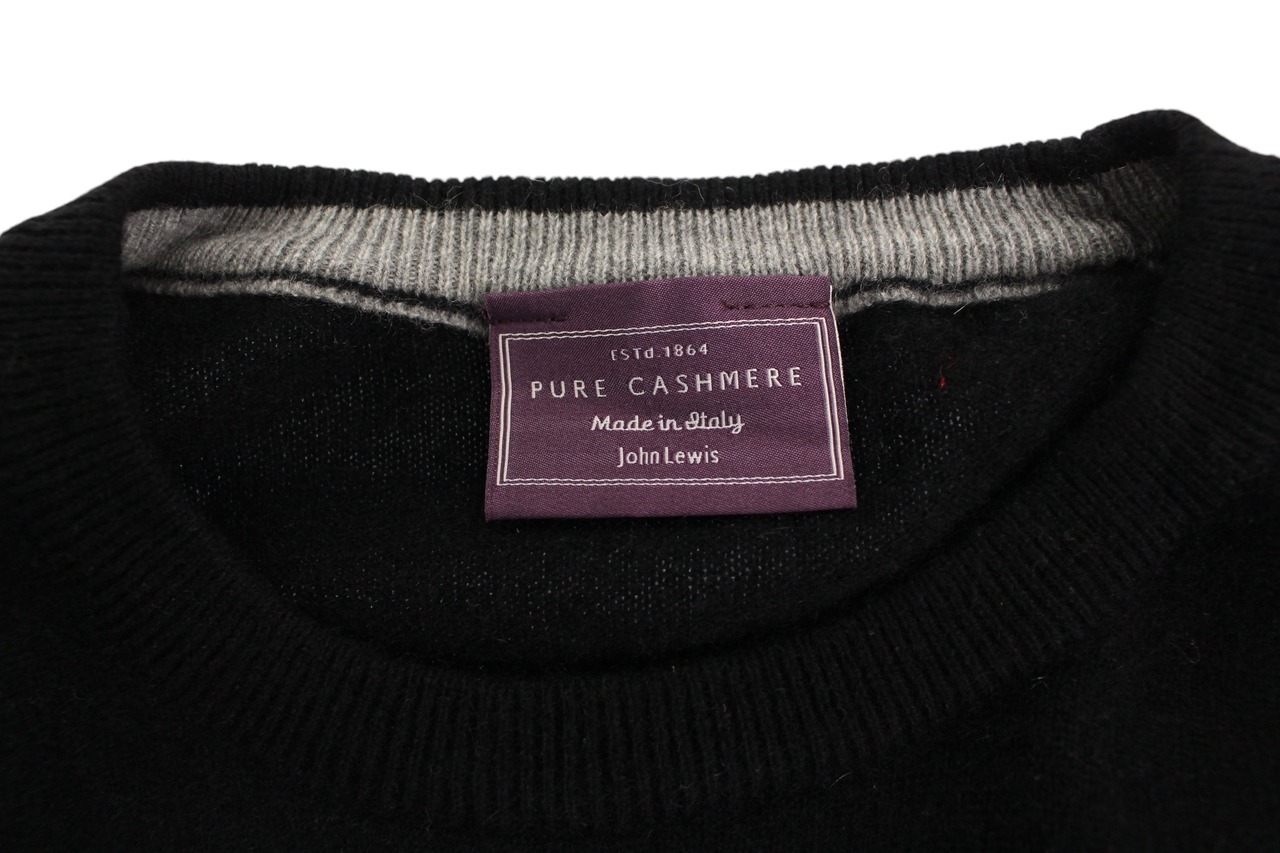 ESTd.1864
PURE CASHMERE
Made in Italy
John Lewis